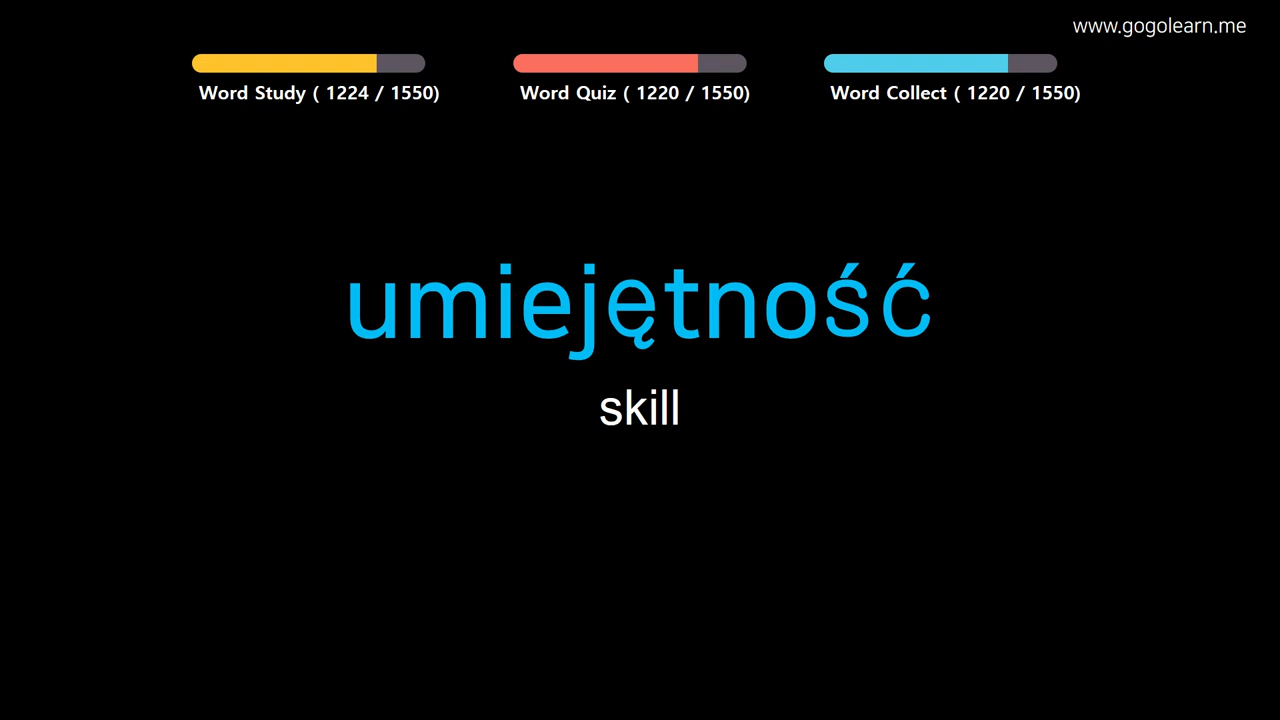 www.gogolearn.me
Word Study ( 1224 / 1550)
Word Quiz ( 1220 / 1550)
Word Collect ( 1220 / 1550)
umiejętność
skill